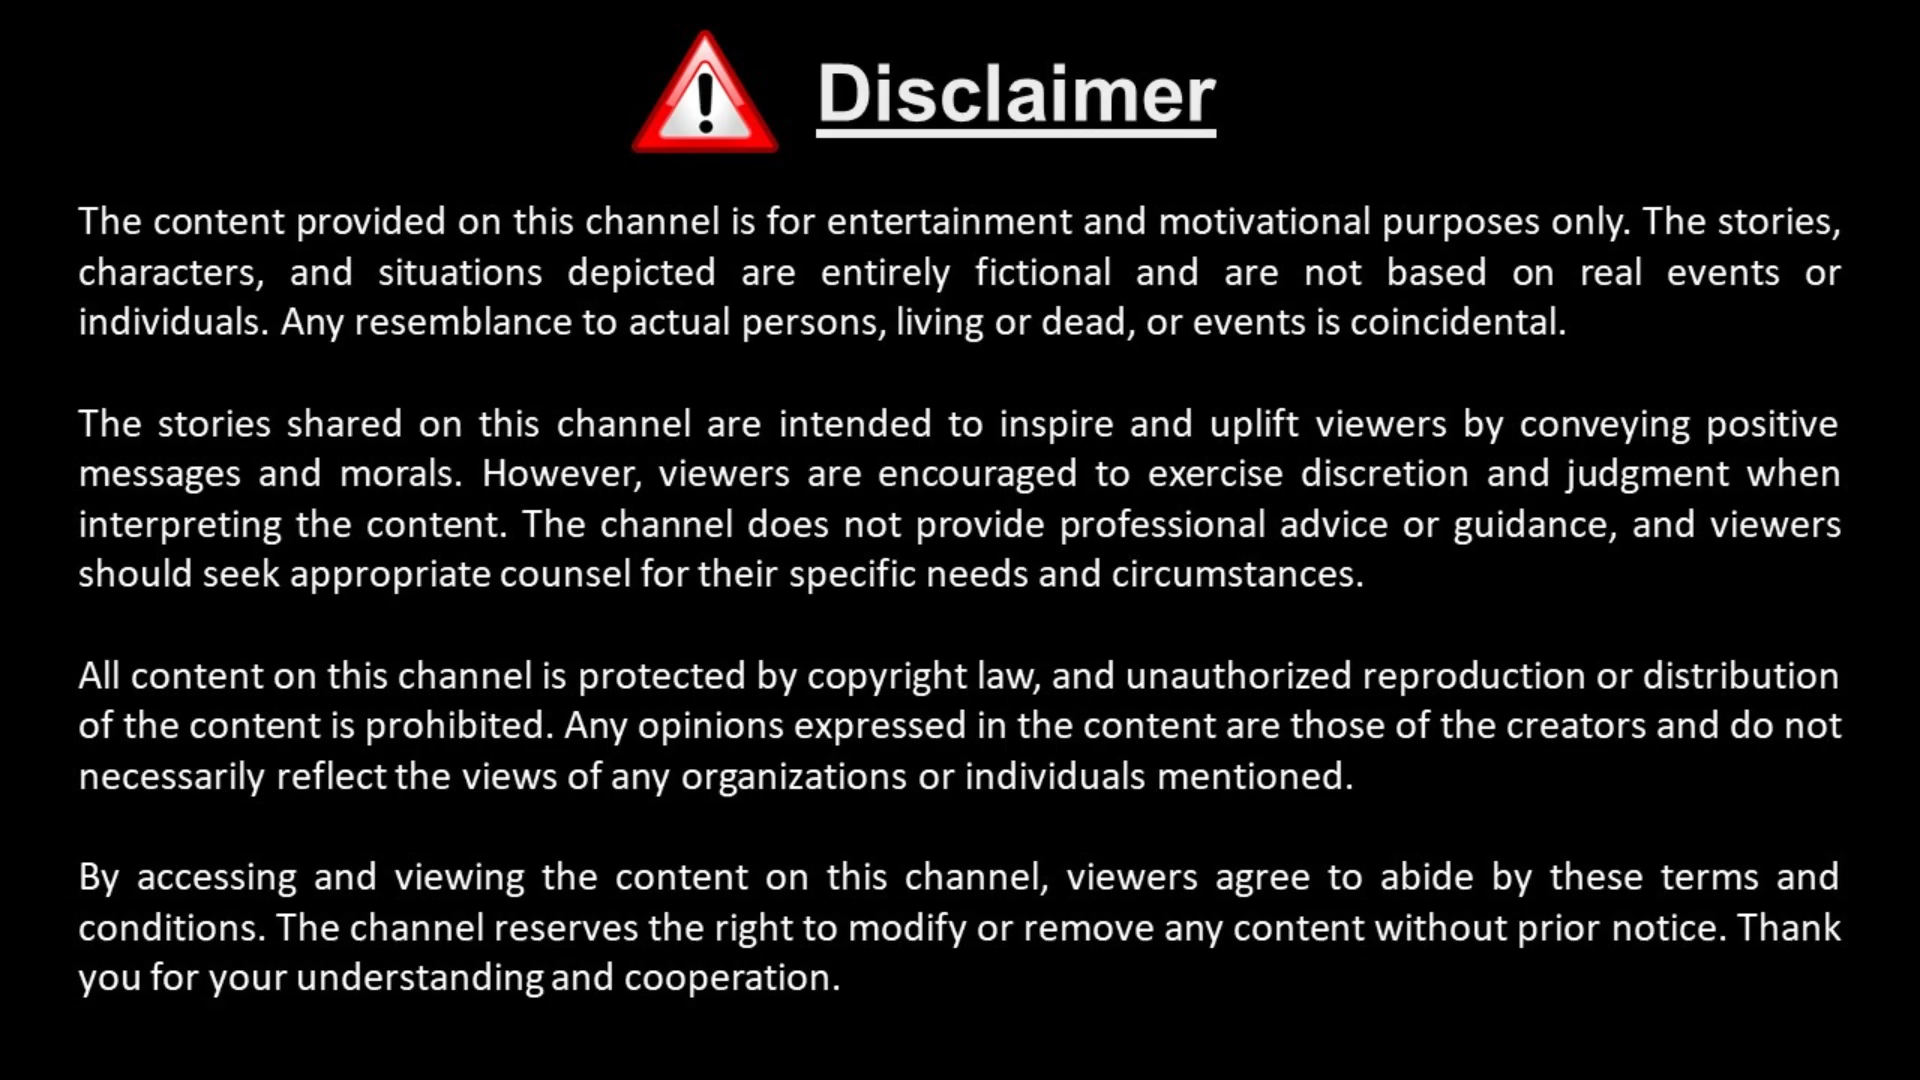 Disclaimer
The content provided on this channel is for entertainment and motivational purposes only. The stories,
characters, and situations depicted are entirely fictional and are not based on real events or
individuals. Any resemblance to actual persons, living or dead, or events is coincidental.
The stories shared on this channel are intended to inspire and uplift viewers by conveying positive
messages and morals. However, viewers are encouraged to exercise discretion and judgment when
interpreting the content. The channel does not provide professional advice or guidance, and viewers
should seek appropriate counsel for their specific needs and circumstances.
All content on this channel is protected by copyright law, and unauthorized reproduction or distribution
of the content is prohibited. Any opinions expressed in the content are those of the creators and do not
necessarily reflect the views of any organizations or individuals mentioned.
By accessing and viewing the content on this channel, viewers agree to abide by these terms and
conditions. The channel reserves the right to modify or remove any content without prior notice. Thank
you for your understanding and cooperation.